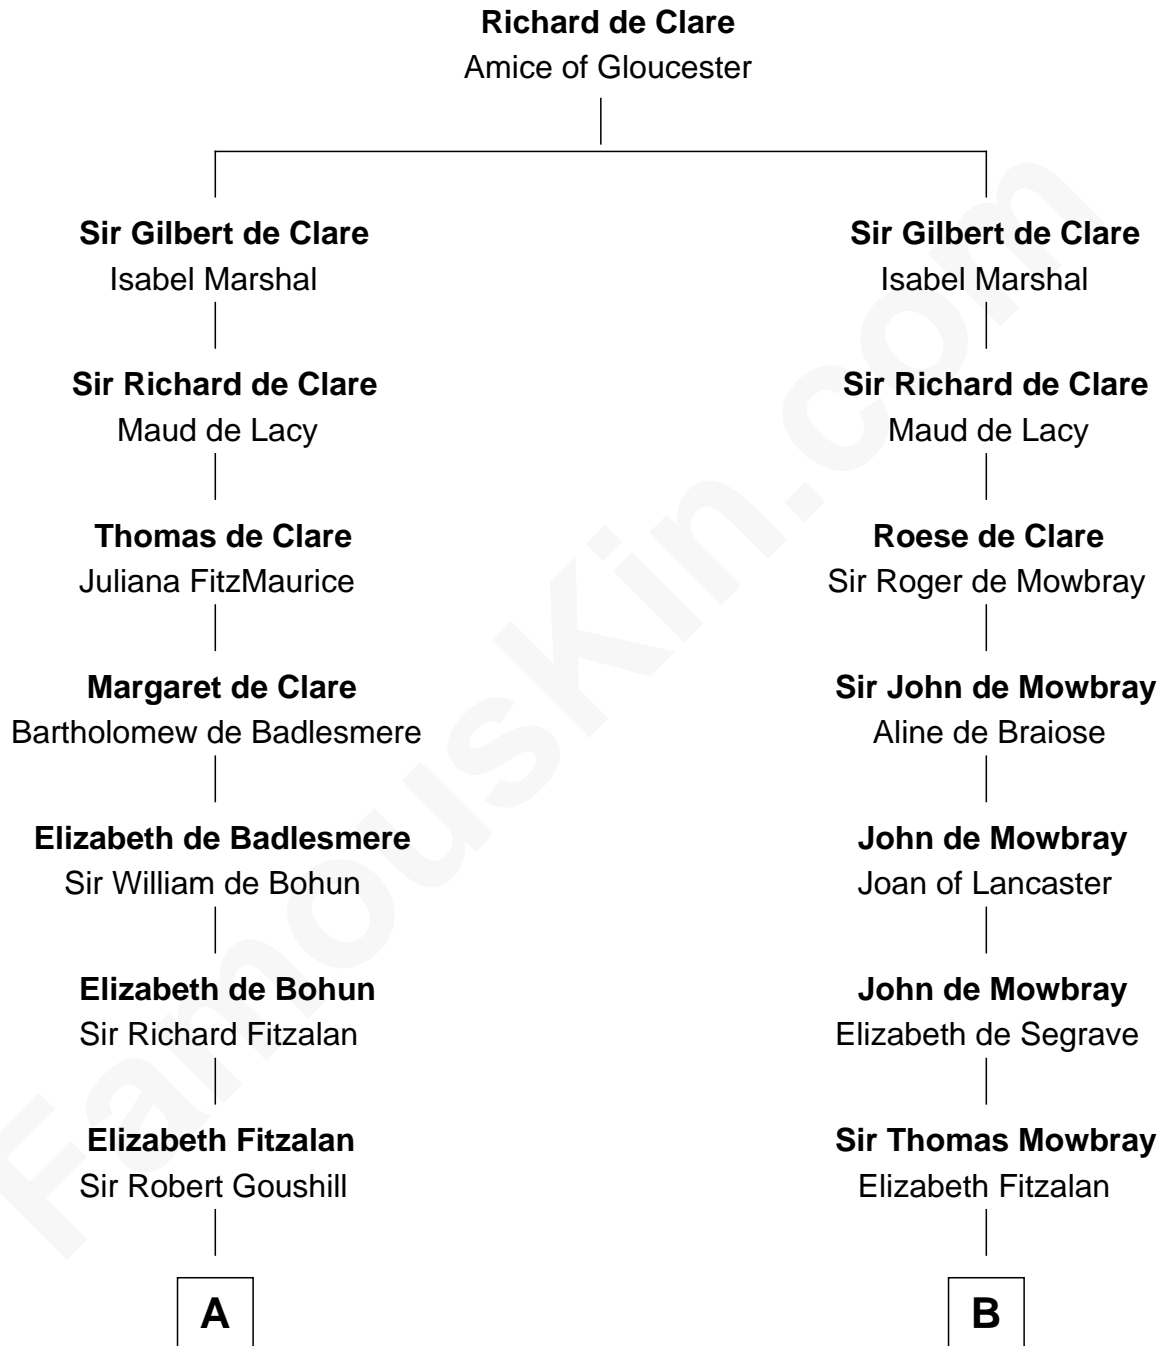 Richard de Clare
Amice of Gloucester
Sir Gilbert de Clare
Isabel Marshal
Sir Richard de Clare
Maud de Lacy
Thomas de Clare
Juliana FitzMaurice
Margaret de Clare
Bartholomew de Badlesmere
Elizabeth de Badlesmere
Sir William de Bohun
Elizabeth de Bohun
Sir Richard Fitzalan
Elizabeth Fitzalan
Sir Robert Goushill
A
Sir Gilbert de Clare
Isabel Marshal
Sir Richard de Clare
Maud de Lacy
Roese de Clare
Sir Roger de Mowbray
Sir John de Mowbray
Aline de Braiose
John de Mowbray
Joan of Lancaster
John de Mowbray
Elizabeth de Segrave
Sir Thomas Mowbray
Elizabeth Fitzalan
B
FamousKin.com